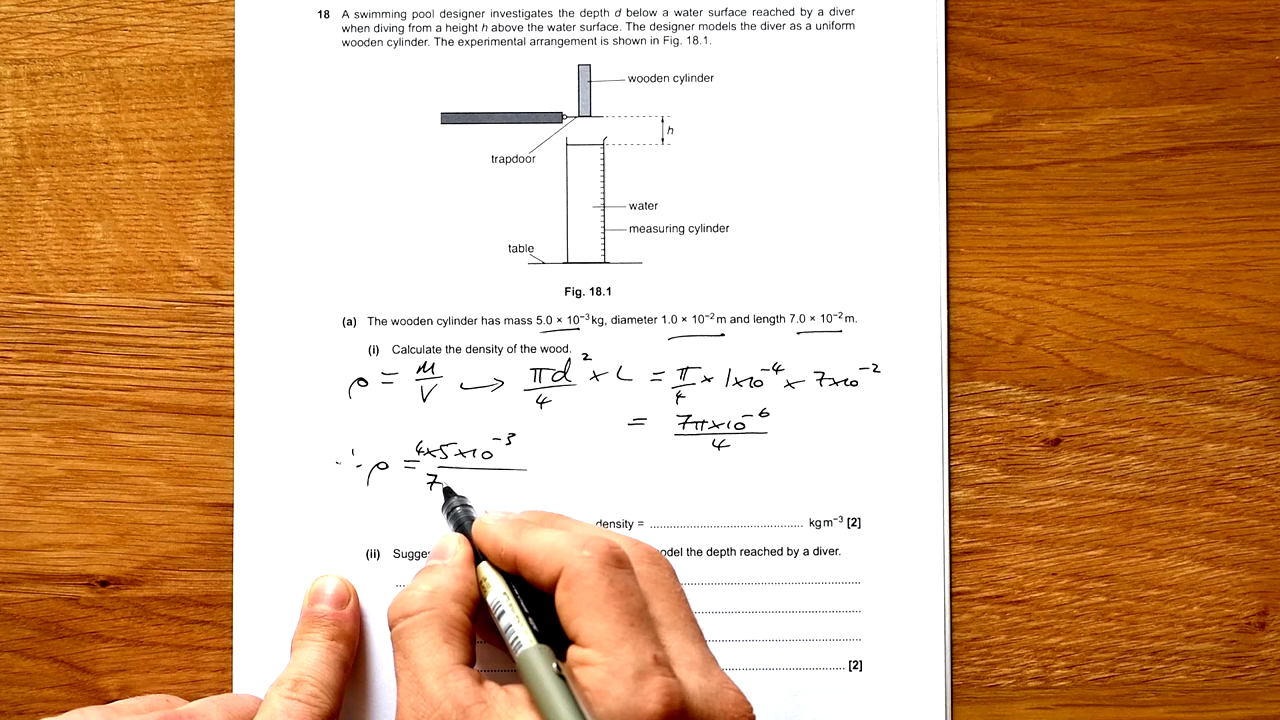 18 A swimming pool designer investigates the depth d below a water surface reached by a diver
when diving from a height h above the water surface. The designer models the diver as a uniform
wooden cylinder. The experimental arrangement is shown in Fig. 18.1.
wooden cylinder
h
trapdoor
water
measuring cylinder
table
Fig. 18.1
(a) The wooden cylinder has mass 5.0 × 10⁻³ kg, diameter 1.0 × 10⁻² m and length 7.0 × 10⁻² m.
(i) Calculate the density of the wood.
ρ = M/V → πd²/4 × L = π/4 × 1×10⁻⁴ × 7×10⁻²
= 7π×10⁻⁶/4
∴ ρ = 4×5×10⁻³/7
density = .......... kg m⁻³ [2]
(ii) odel the depth reached by a diver.
[2]